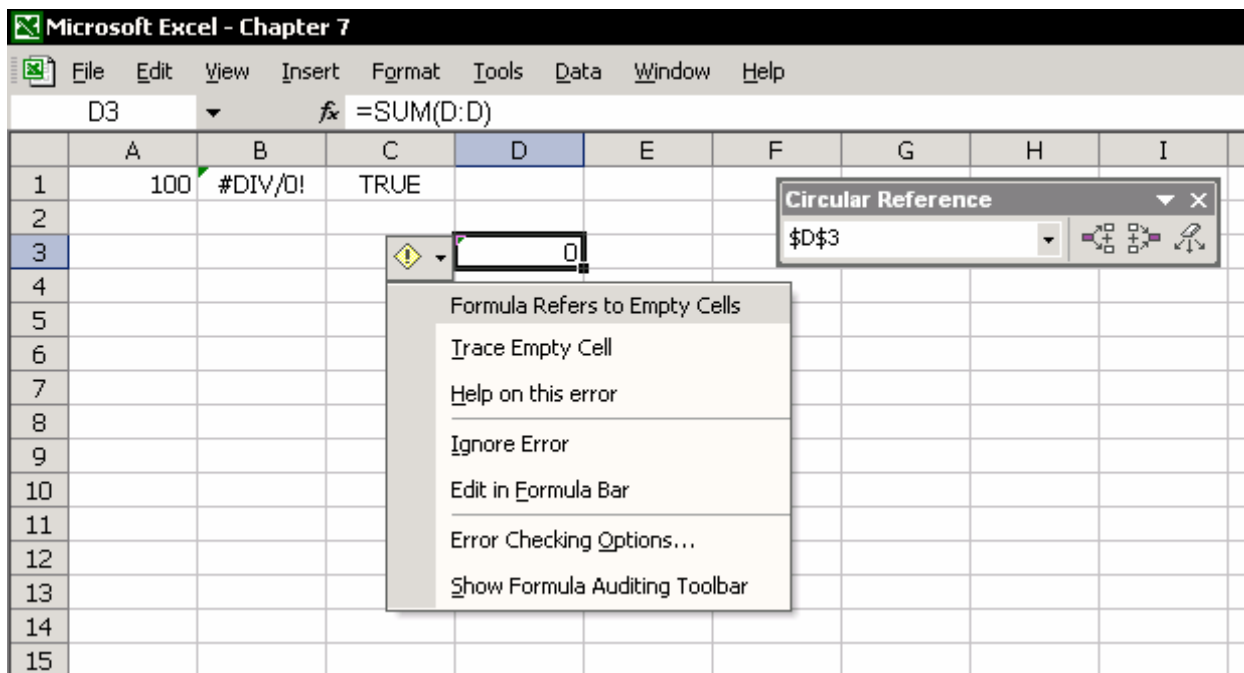 Microsoft Excel - Chapter 7
File Edit View Insert Format Tools Data Window Help
D3 fx =SUM(D:D)
A B C D E F G H I
1 100 #DIV/0! TRUE
Circular Reference
2
$D$3
3 0
4
Formula Refers to Empty Cells
5
Trace Empty Cell
6
7
Help on this error
8
Ignore Error
9
10
Edit in Formula Bar
11
Error Checking Options...
12
13
Show Formula Auditing Toolbar
14
15